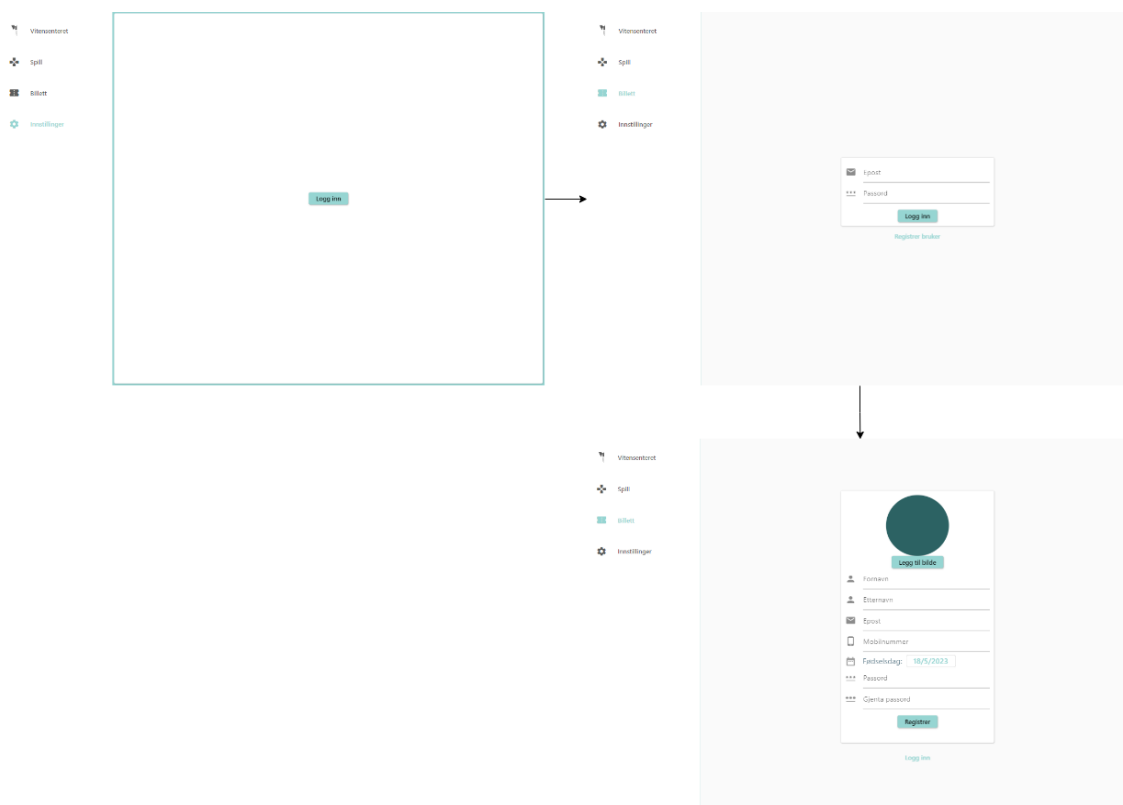 Vitensenteret
Spill
Billett
Innstillinger
Logg inn
Vitensenteret
Spill
Billett
Innstillinger
Epost
Passord
Logg inn
Registrer bruker
Vitensenteret
Spill
Billett
Innstillinger
Legg til bilde
Fornavn
Etternavn
Epost
Mobilnummer
Fødselsdag: 18/5/2023
Passord
Gjenta passord
Registrer
Logg inn